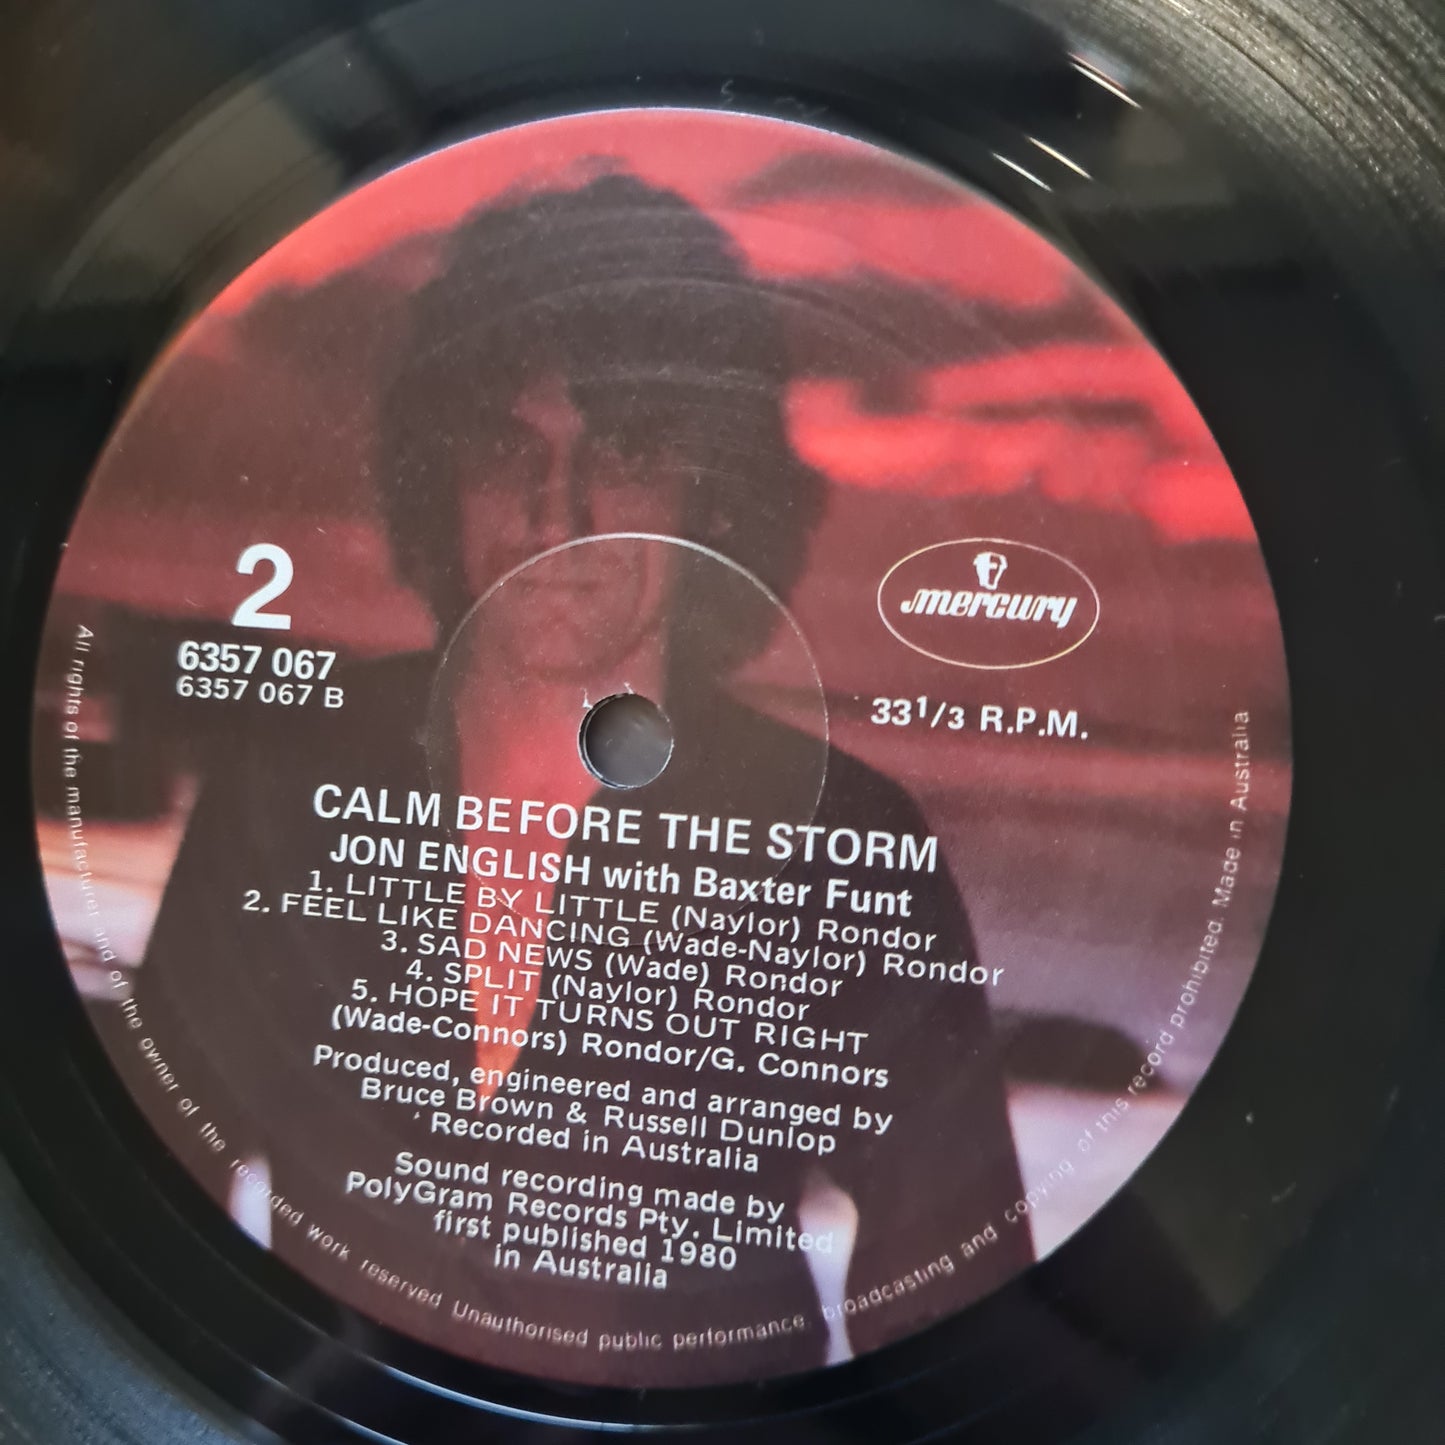 2
6357 067
6357 067 B
mercury
33 1/3 R.P.M.
CALM BEFORE THE STORM
JON ENGLISH with Baxter Funt
1. LITTLE BY LITTLE (Naylor) Rondor
2. FEEL LIKE DANCING (Wade-Naylor) Rondor
3. SAD NEWS (Wade) Rondor
4. SPLIT (Naylor) Rondor
5. HOPE IT TURNS OUT RIGHT
(Wade-Connors) Rondor/G. Connors
Produced, engineered and arranged by
Bruce Brown & Russell Dunlop
Recorded in Australia
Sound recording made by
PolyGram Records Pty. Limited
first published 1980
in Australia
All rights of the manufacturer and of the owner of the recorded work reserved Unauthorised public performance, broadcasting and copying of this record prohibited. Made in Australia